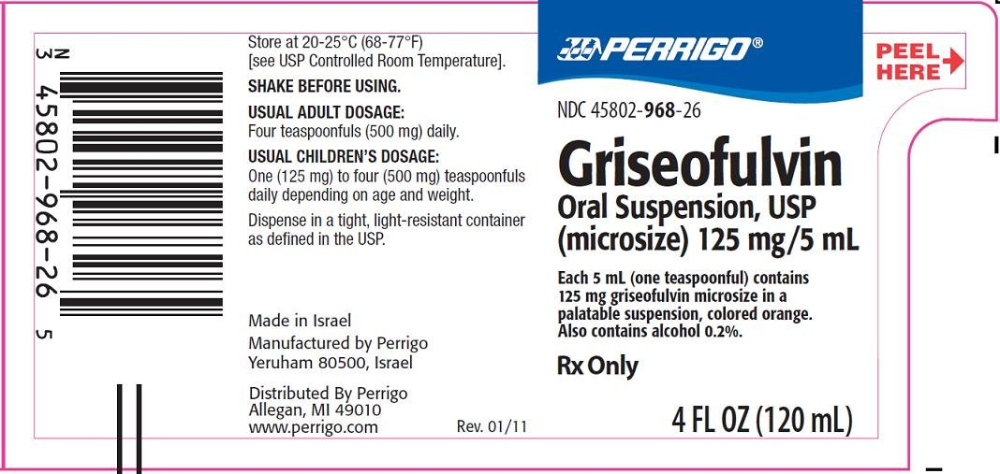 N
3 45802-968-26 5
Store at 20-25°C (68-77°F)
[see USP Controlled Room Temperature].
SHAKE BEFORE USING.
USUAL ADULT DOSAGE:
Four teaspoonfuls (500 mg) daily.
USUAL CHILDREN'S DOSAGE:
One (125 mg) to four (500 mg) teaspoonfuls
daily depending on age and weight.
Dispense in a tight, light-resistant container
as defined in the USP.
Made in Israel
Manufactured by Perrigo
Yeruham 80500, Israel
Distributed By Perrigo
Allegan, MI 49010
www.perrigo.com
Rev. 01/11
PERRIGO®
NDC 45802-968-26
Griseofulvin
Oral Suspension, USP
(microsize) 125 mg/5 mL
Each 5 mL (one teaspoonful) contains
125 mg griseofulvin microsize in a
palatable suspension, colored orange.
Also contains alcohol 0.2%.
Rx Only
4 FL OZ (120 mL)
PEEL
HERE